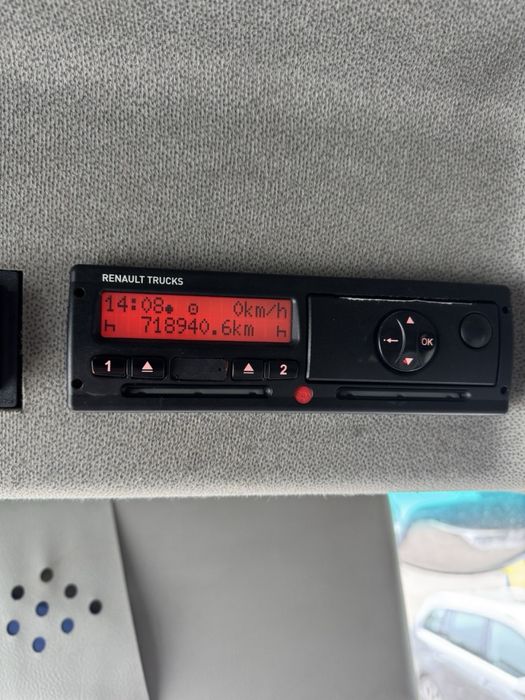 RENAULT TRUCKS
14:08 0km/h
718940.6km
1 2
OK